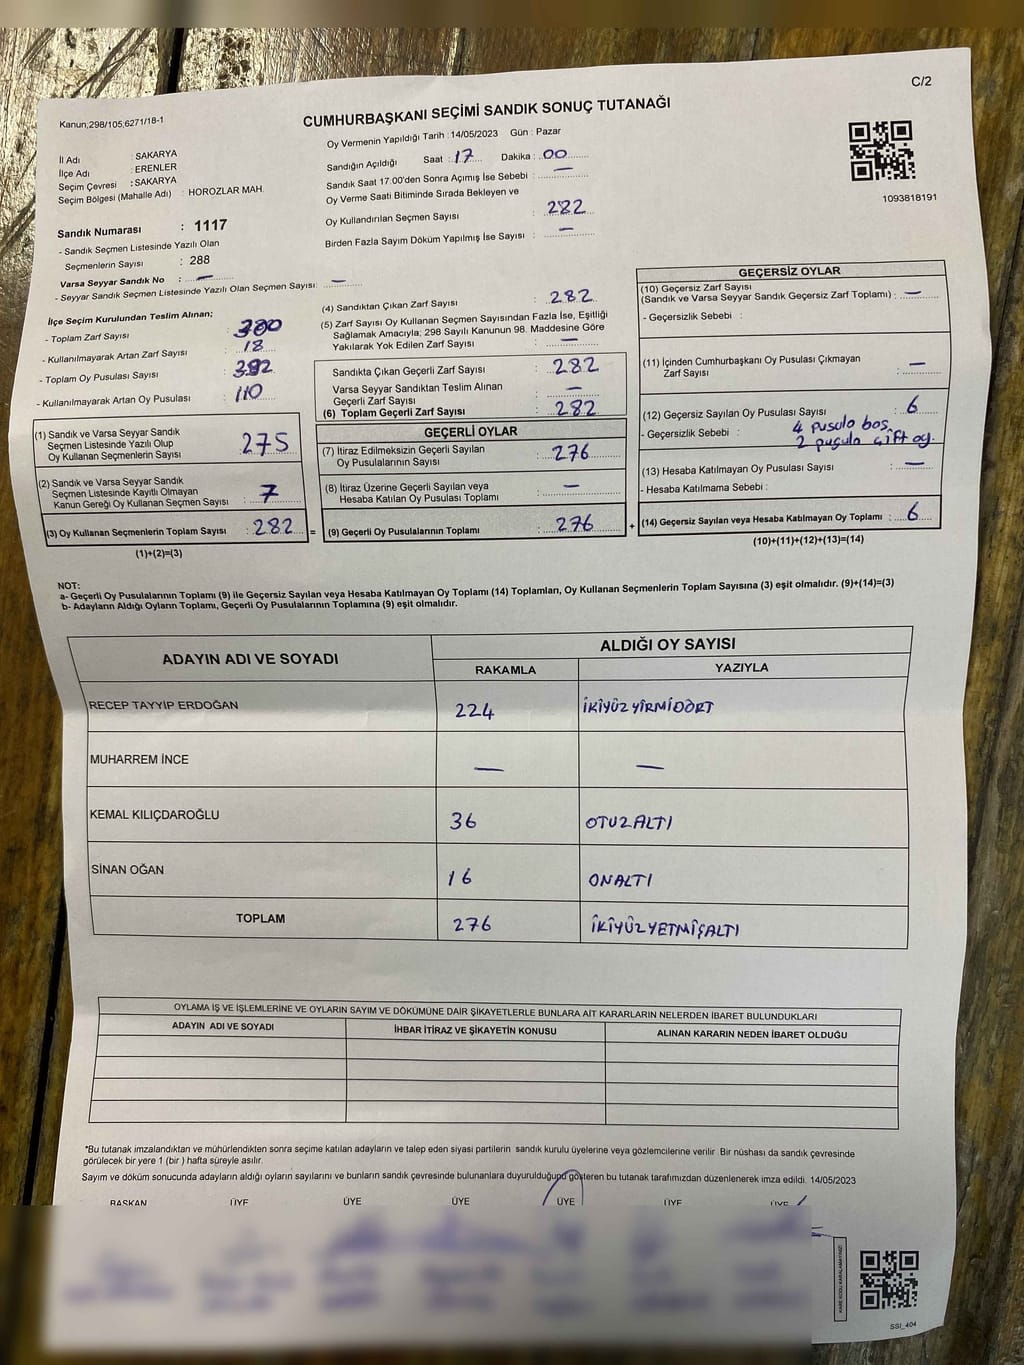 C/2
Kanun;298/105,6271/18-1
CUMHURBAŞKANI SEÇİMİ SANDIK SONUÇ TUTANAĞI
İl Adı : SAKARYA
İlçe Adı : ERENLER
Seçim Çevresi : SAKARYA
Seçim Bölgesi (Mahalle Adı) : HOROZLAR MAH.
Sandık Numarası : 1117
- Sandık Seçmen Listesinde Yazılı Olan
Seçmenlerin Sayısı : 288
Varsa Seyyar Sandık No : —
- Seyyar Sandık Seçmen Listesinde Yazılı Olan Seçmen Sayısı: —
Oy Vermenin Yapıldığı Tarih : 14/05/2023 Gün : Pazar
Sandığın Açıldığı Saat : 17 Dakika : 00
Sandık Saat 17.00'den Sonra Açımış İse Sebebi : —
Oy Verme Saati Bitiminde Sırada Bekleyen ve
Oy Kullandırılan Seçmen Sayısı : 282
Birden Fazla Sayım Döküm Yapılmış İse Sayısı : —
1093818191
İlçe Seçim Kurulundan Teslim Alınan;
- Toplam Zarf Sayısı : 300
- Kullanılmayarak Artan Zarf Sayısı : 18
- Toplam Oy Pusulası Sayısı : 392
- Kullanılmayarak Artan Oy Pusulası : 110
(1) Sandık ve Varsa Seyyar Sandık
Seçmen Listesinde Yazılı Olup
Oy Kullanan Seçmenlerin Sayısı : 275
(2) Sandık ve Varsa Seyyar Sandık
Seçmen Listesinde Kayıtlı Olmayan
Kanun Gereği Oy Kullanan Seçmen Sayısı : 7
(3) Oy Kullanan Seçmenlerin Toplam Sayısı : 282 =
(1)+(2)=(3)
(4) Sandıktan Çıkan Zarf Sayısı : 282
(5) Zarf Sayısı Oy Kullanan Seçmen Sayısından Fazla İse, Eşitliği
Sağlamak Amacıyla; 298 Sayılı Kanunun 98. Maddesine Göre
Yakılarak Yok Edilen Zarf Sayısı : —
Sandıkta Çıkan Geçerli Zarf Sayısı : 282
Varsa Seyyar Sandıktan Teslim Alınan
Geçerli Zarf Sayısı : —
(6) Toplam Geçerli Zarf Sayısı : 282
GEÇERLİ OYLAR
(7) İtiraz Edilmeksizin Geçerli Sayılan
Oy Pusulalarının Sayısı : 276
(8) İtiraz Üzerine Geçerli Sayılan veya
Hesaba Katılan Oy Pusulası Toplamı : —
(9) Geçerli Oy Pusulalarının Toplamı : 276 +
GEÇERSİZ OYLAR
(10) Geçersiz Zarf Sayısı
(Sandık ve Varsa Seyyar Sandık Geçersiz Zarf Toplamı) : —
- Geçersizlik Sebebi :
(11) İçinden Cumhurbaşkanı Oy Pusulası Çıkmayan
Zarf Sayısı : —
(12) Geçersiz Sayılan Oy Pusulası Sayısı : 6
- Geçersizlik Sebebi : 4 pusula boş.
2 pusula çift oy.
(13) Hesaba Katılmayan Oy Pusulası Sayısı : —
- Hesaba Katılmama Sebebi :
(14) Geçersiz Sayılan veya Hesaba Katılmayan Oy Toplamı : 6
(10)+(11)+(12)+(13)=(14)
NOT:
a- Geçerli Oy Pusulalarının Toplamı (9) ile Geçersiz Sayılan veya Hesaba Katılmayan Oy Toplamı (14) Toplamları, Oy Kullanan Seçmenlerin Toplam Sayısına (3) eşit olmalıdır. (9)+(14)=(3)
b- Adayların Aldığı Oyların Toplamı, Geçerli Oy Pusulalarının Toplamına (9) eşit olmalıdır.
ADAYIN ADI VE SOYADI ALDIĞI OY SAYISI
RAKAMLA YAZIYLA
RECEP TAYYİP ERDOĞAN 224 İKİYÜZYİRMİDÖRT
MUHARREM İNCE — —
KEMAL KILIÇDAROĞLU 36 OTUZALTI
SİNAN OĞAN 16 ONALTI
TOPLAM 276 İKİYÜZYETMİŞALTI
OYLAMA İŞ VE İŞLEMLERİNE VE OYLARIN SAYIM VE DÖKÜMÜNE DAİR ŞİKAYETLERLE BUNLARA AİT KARARLARIN NELERDEN İBARET BULUNDUKLARI
ADAYIN ADI VE SOYADI İHBAR İTİRAZ VE ŞİKAYETİN KONUSU ALINAN KARARIN NEDEN İBARET OLDUĞU
*Bu tutanak imzalandıktan ve mühürlendikten sonra seçime katılan adayların ve talep eden siyasi partilerin sandık kurulu üyelerine veya gözlemcilerine verilir. Bir nüshası da sandık çevresinde
görülecek bir yere 1 (bir ) hafta süreyle asılır.
Sayım ve döküm sonucunda adayların aldığı oyların sayılarını ve bunların sandık çevresinde bulunanlara duyurulduğunu gösteren bu tutanak tarafımızdan düzenlenerek imza edildi. 14/05/2023
BAŞKAN ÜYE ÜYE ÜYE ÜYE ÜYE ÜYE
SSI_404